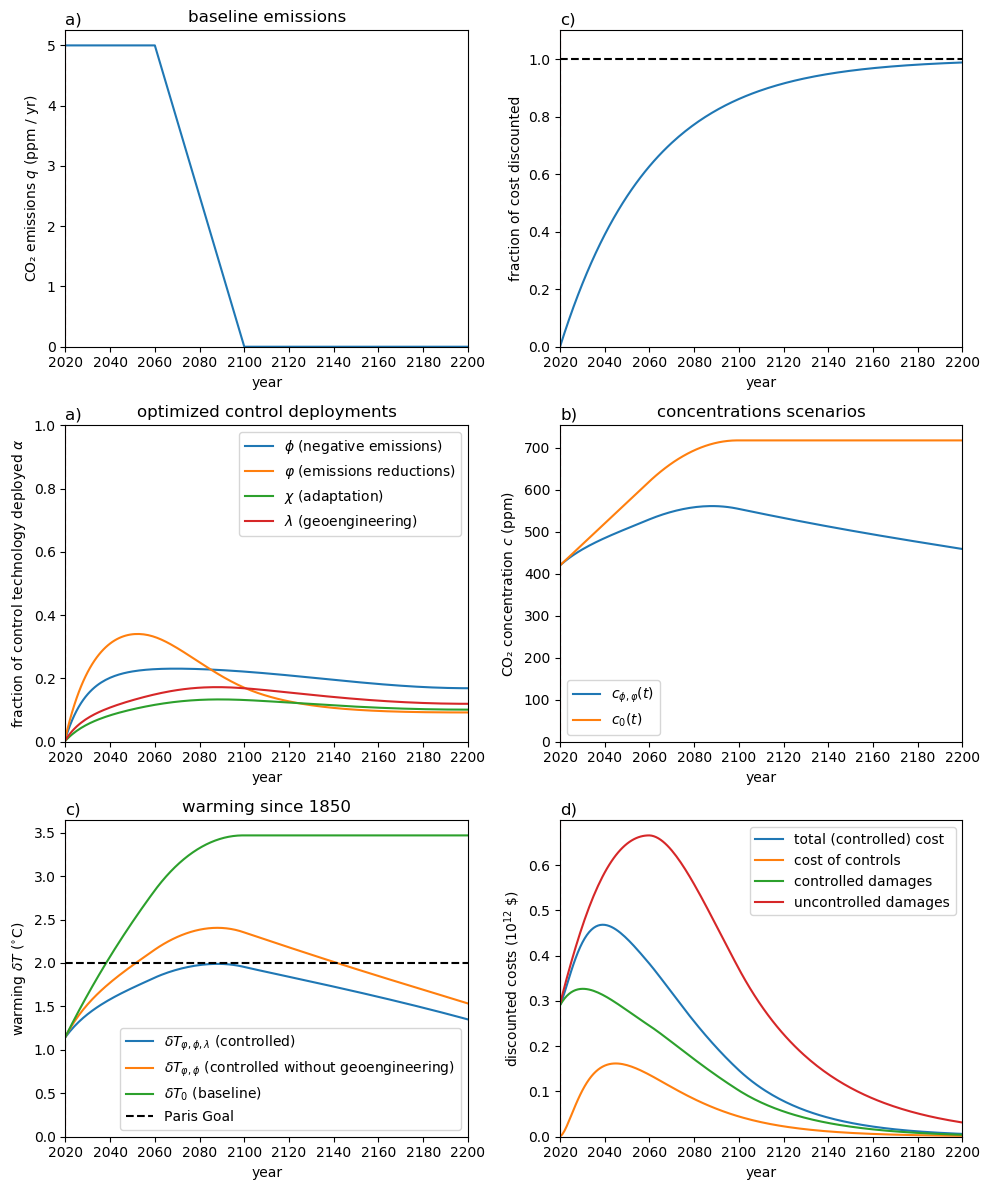 a)
baseline emissions
CO₂ emissions q (ppm / yr)
5
4
3
2
1
0
2020 2040 2060 2080 2100 2120 2140 2160 2180 2200
year
c)
fraction of cost discounted
1.0
0.8
0.6
0.4
0.2
0.0
2020 2040 2060 2080 2100 2120 2140 2160 2180 2200
year
a)
optimized control deployments
fraction of control technology deployed α
1.0
0.8
0.6
0.4
0.2
0.0
ϕ (negative emissions)
φ (emissions reductions)
χ (adaptation)
λ (geoengineering)
2020 2040 2060 2080 2100 2120 2140 2160 2180 2200
year
b)
concentrations scenarios
CO₂ concentration c (ppm)
700
600
500
400
300
200
100
0
c_{ϕ,φ}(t)
c₀(t)
2020 2040 2060 2080 2100 2120 2140 2160 2180 2200
year
c)
warming since 1850
warming δT (°C)
3.5
3.0
2.5
2.0
1.5
1.0
0.5
0.0
δT_{φ,ϕ,λ} (controlled)
δT_{φ,ϕ} (controlled without geoengineering)
δT₀ (baseline)
Paris Goal
2020 2040 2060 2080 2100 2120 2140 2160 2180 2200
year
d)
discounted costs (10¹² $)
0.6
0.5
0.4
0.3
0.2
0.1
0.0
total (controlled) cost
cost of controls
controlled damages
uncontrolled damages
2020 2040 2060 2080 2100 2120 2140 2160 2180 2200
year